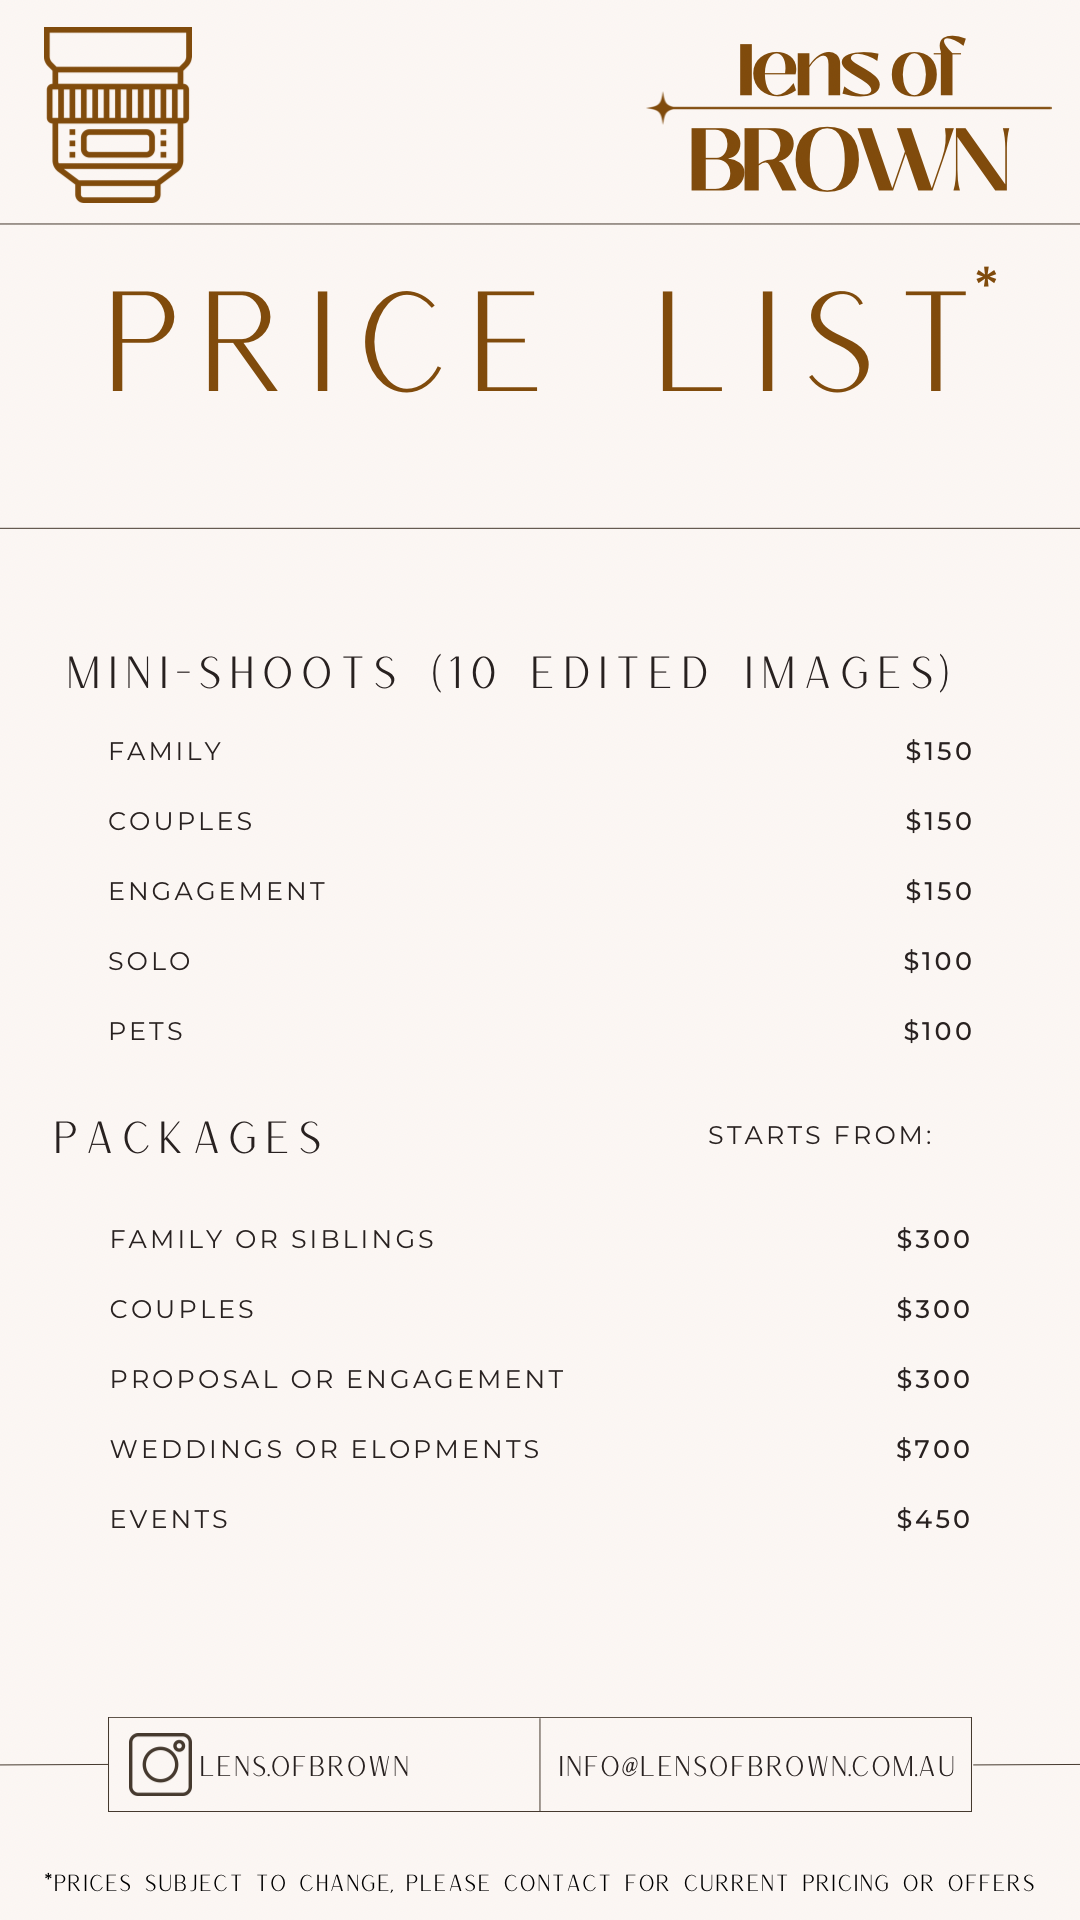 lens of
BROWN
PRICE LIST*
MINI-SHOOTS (10 EDITED IMAGES)
FAMILY $150
COUPLES $150
ENGAGEMENT $150
SOLO $100
PETS $100
PACKAGES STARTS FROM:
FAMILY OR SIBLINGS $300
COUPLES $300
PROPOSAL OR ENGAGEMENT $300
WEDDINGS OR ELOPMENTS $700
EVENTS $450
LENS.OFBROWN INFO@LENSOFBROWN.COM.AU
*PRICES SUBJECT TO CHANGE, PLEASE CONTACT FOR CURRENT PRICING OR OFFERS